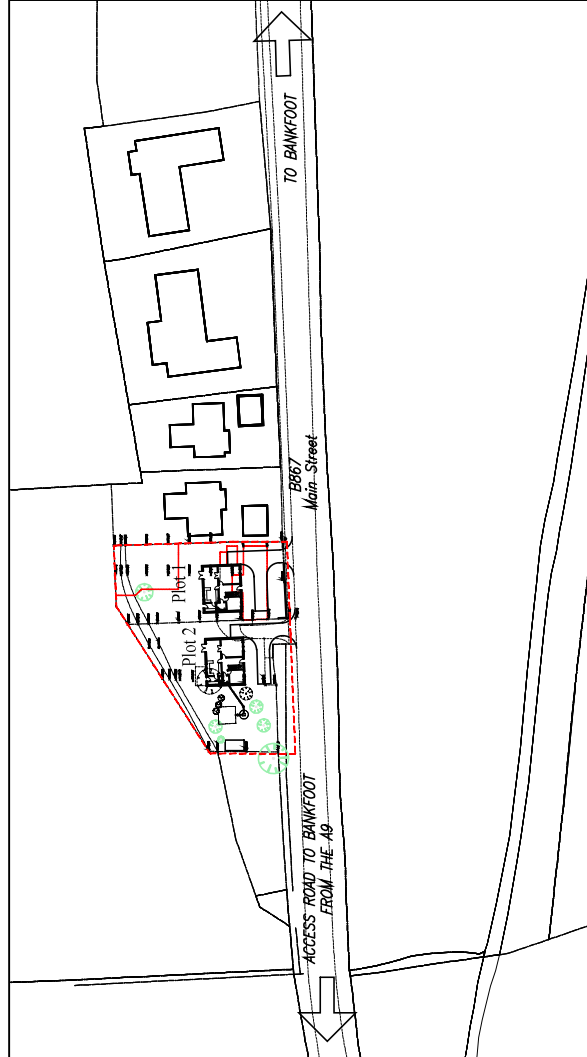 TO BANKFOOT
B867
Main Street
Plot 1
Plot 2
ACCESS ROAD TO BANKFOOT
FROM THE A9